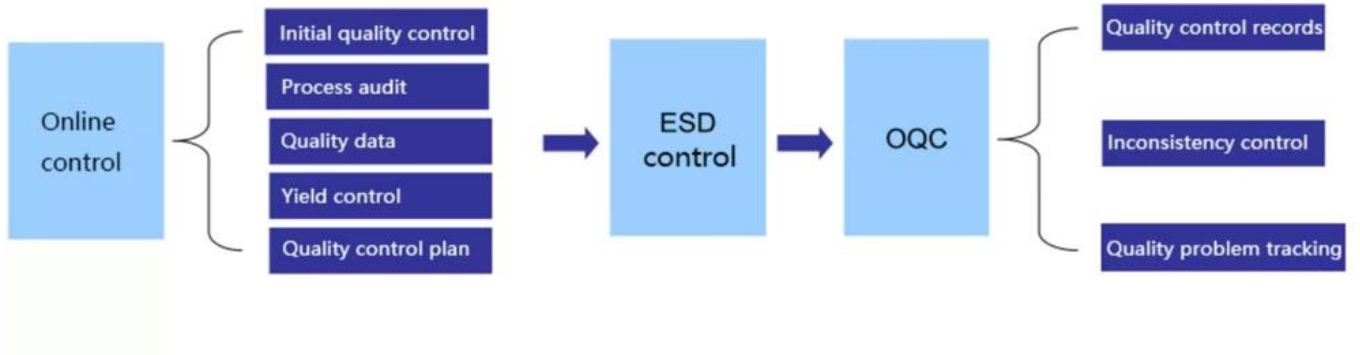 Online
control
Initial quality control
Process audit
Quality data
Yield control
Quality control plan
ESD
control
OQC
Quality control records
Inconsistency control
Quality problem tracking